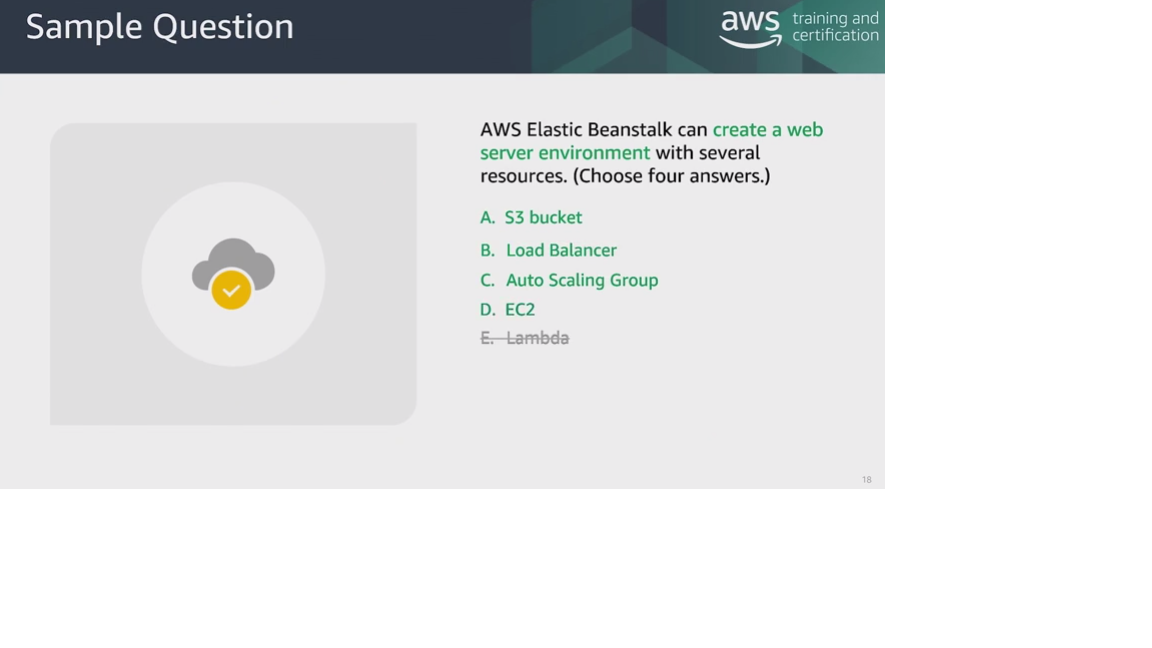 Sample Question
aws
training and
certification
AWS Elastic Beanstalk can create a web
server environment with several
resources. (Choose four answers.)
A. S3 bucket
B. Load Balancer
C. Auto Scaling Group
D. EC2
E. Lambda
18